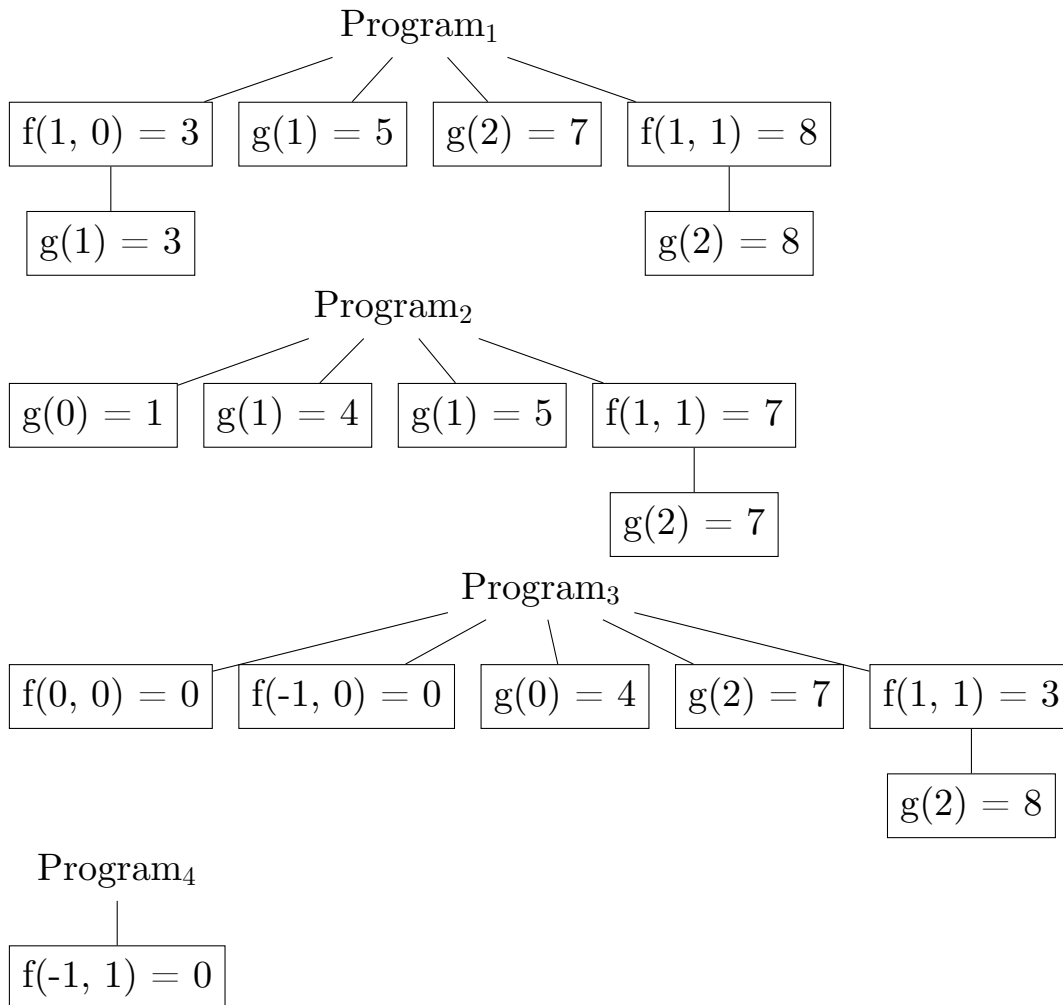 Program₁
f(1, 0) = 3 g(1) = 5 g(2) = 7 f(1, 1) = 8
g(1) = 3 g(2) = 8
Program₂
g(0) = 1 g(1) = 4 g(1) = 5 f(1, 1) = 7
g(2) = 7
Program₃
f(0, 0) = 0 f(-1, 0) = 0 g(0) = 4 g(2) = 7 f(1, 1) = 3
g(2) = 8
Program₄
f(-1, 1) = 0